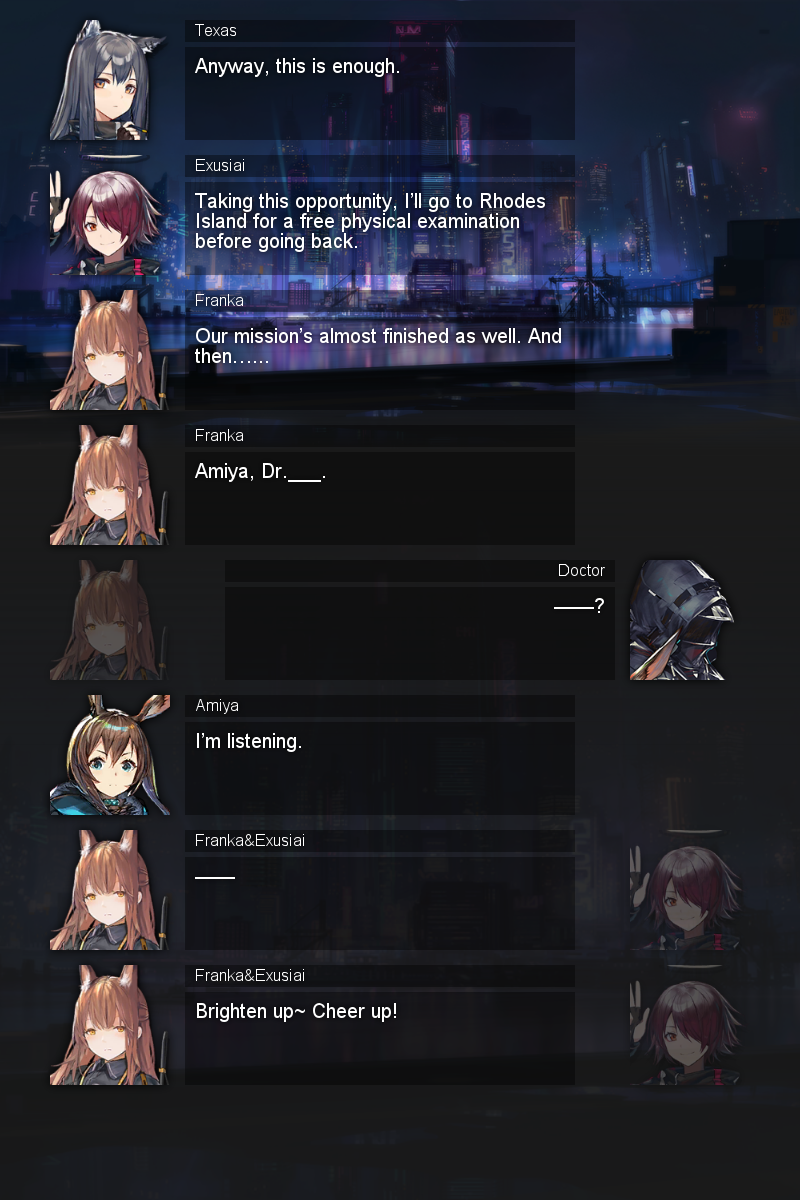 Texas
Anyway, this is enough.
Exusiai
Taking this opportunity, I'll go to Rhodes
Island for a free physical examination
before going back.
Franka
Our mission's almost finished as well. And
then……
Franka
Amiya, Dr.___.
Doctor
——?
Amiya
I'm listening.
Franka&Exusiai
——
Franka&Exusiai
Brighten up~ Cheer up!